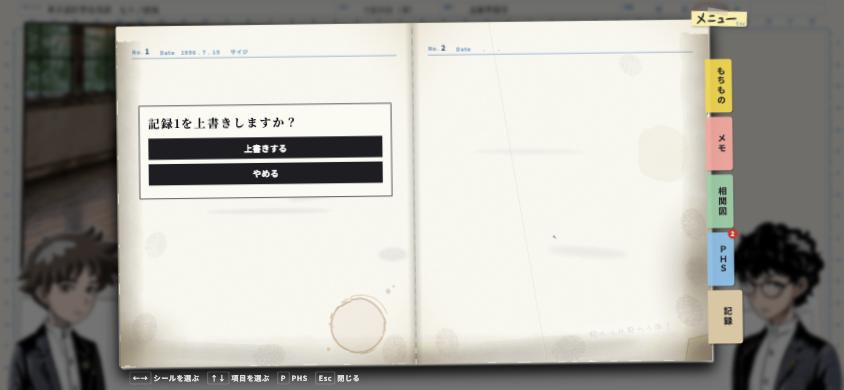 メニュー
Esc
No. 1 Date 1996.7.15 サイひ
No. 2 Date . .
記録1を上書きしますか?
上書きする
やめる
もちもの
メモ
相関図
2
PHS
記録
←→ シールを選ぶ ↑↓ 項目を選ぶ P PHS Esc 閉じる